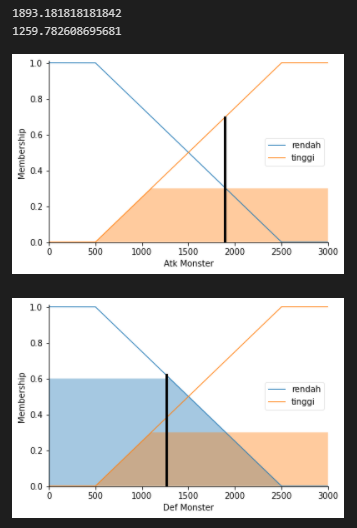 1893.181818181842
1259.782608695681
1.0
0.8
0.6
0.4
0.2
0.0
Membership
rendah
tinggi
0 500 1000 1500 2000 2500 3000
Atk Monster
1.0
0.8
0.6
0.4
0.2
0.0
Membership
rendah
tinggi
0 500 1000 1500 2000 2500 3000
Def Monster